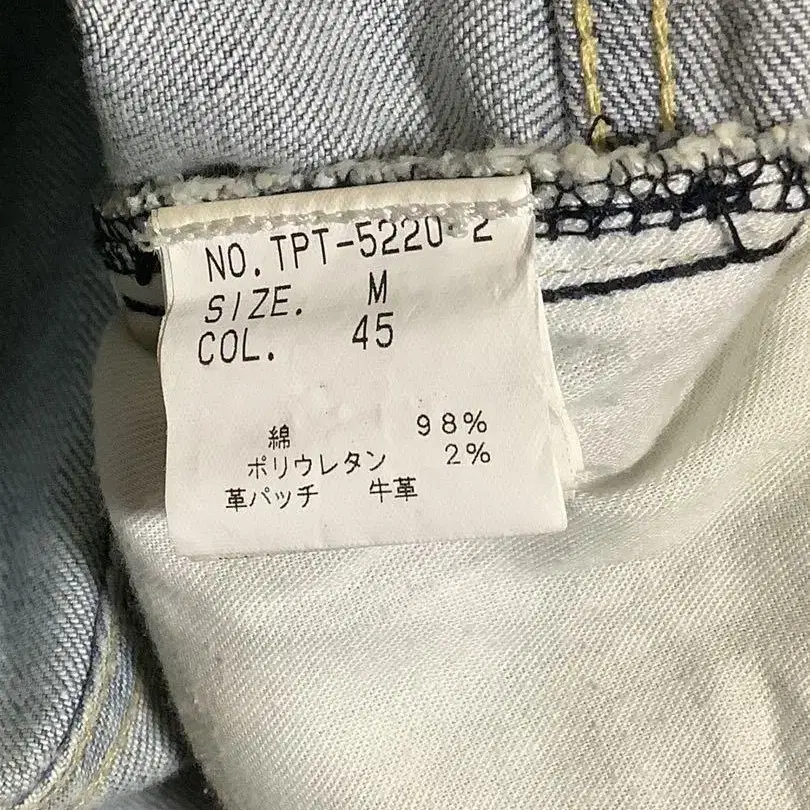 NO. TPT-5220-2
SIZE. M
COL. 45
綿 98%
ポリウレタン 2%
革パッチ 牛革